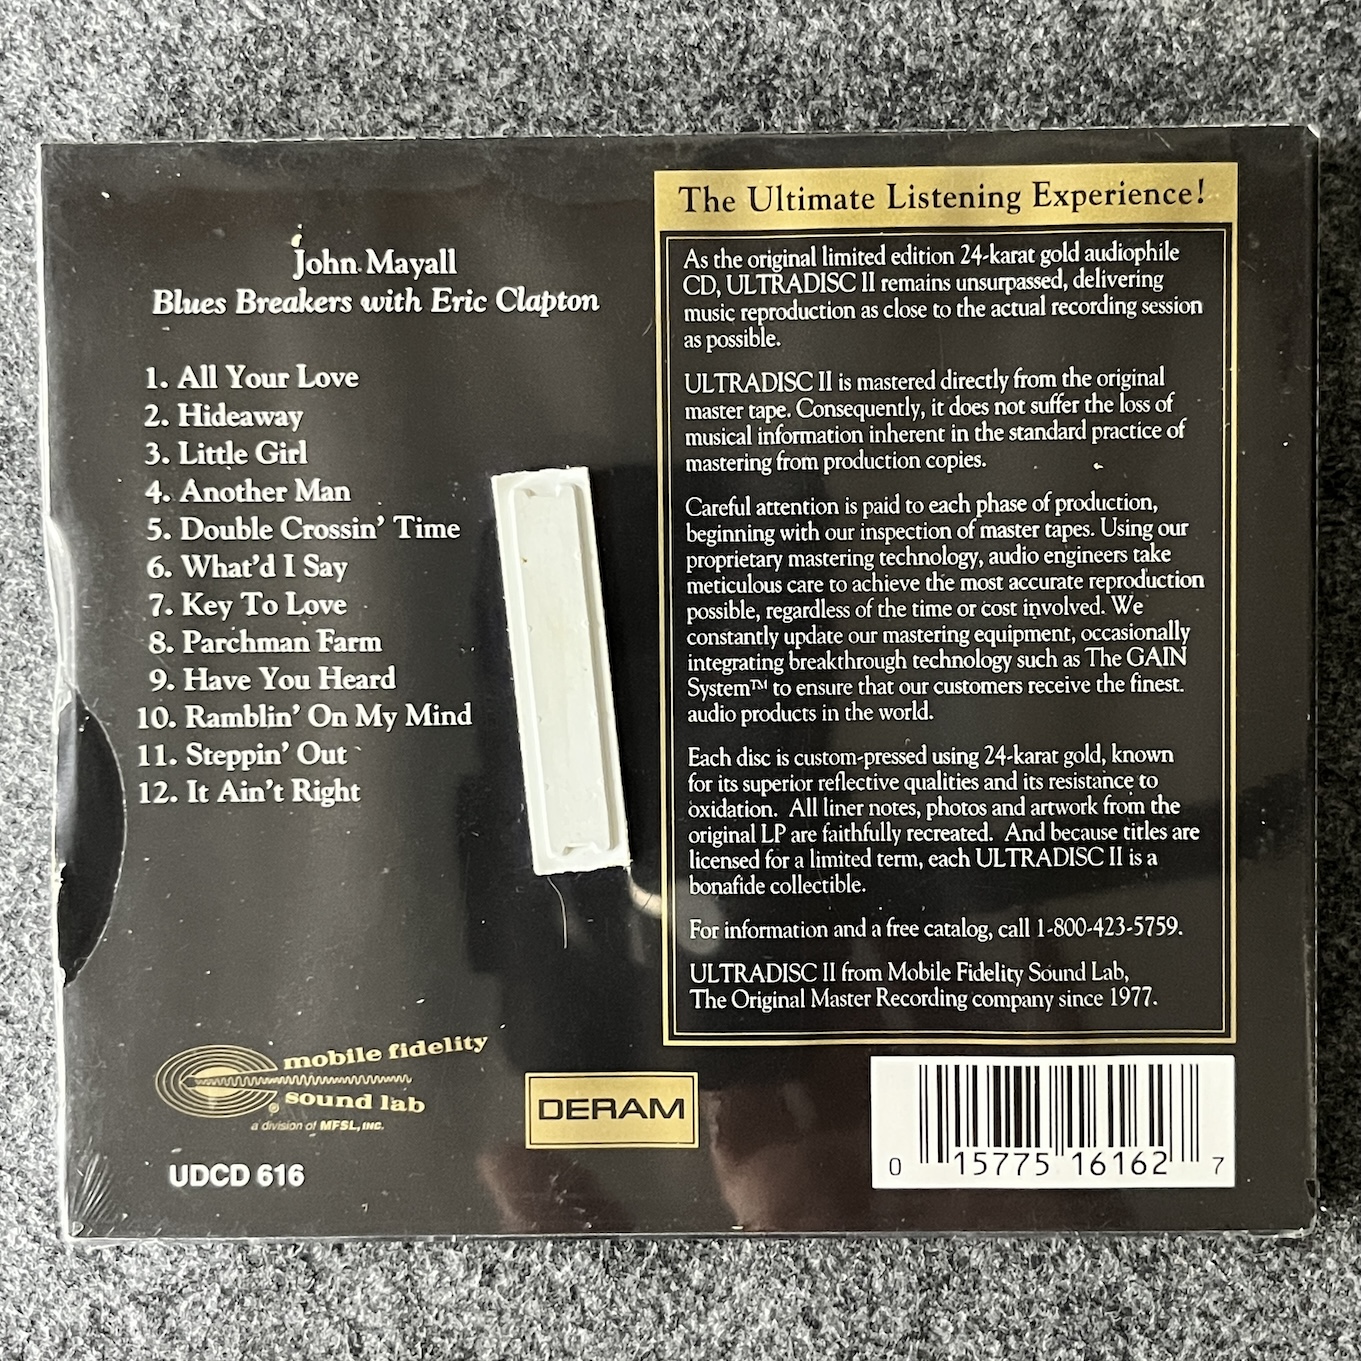 John Mayall
Blues Breakers with Eric Clapton
1. All Your Love
2. Hideaway
3. Little Girl
4. Another Man
5. Double Crossin' Time
6. What'd I Say
7. Key To Love
8. Parchman Farm
9. Have You Heard
10. Ramblin' On My Mind
11. Steppin' Out
12. It Ain't Right
The Ultimate Listening Experience!
As the original limited edition 24-karat gold audiophile
CD, ULTRADISC II remains unsurpassed, delivering
music reproduction as close to the actual recording session
as possible.
ULTRADISC II is mastered directly from the original
master tape. Consequently, it does not suffer the loss of
musical information inherent in the standard practice of
mastering from production copies.
Careful attention is paid to each phase of production,
beginning with our inspection of master tapes. Using our
proprietary mastering technology, audio engineers take
meticulous care to achieve the most accurate reproduction
possible, regardless of the time or cost involved. We
constantly update our mastering equipment, occasionally
integrating breakthrough technology such as The GAIN
System™ to ensure that our customers receive the finest
audio products in the world.
Each disc is custom-pressed using 24-karat gold, known
for its superior reflective qualities and its resistance to
oxidation. All liner notes, photos and artwork from the
original LP are faithfully recreated. And because titles are
licensed for a limited term, each ULTRADISC II is a
bonafide collectible.
For information and a free catalog, call 1-800-423-5759.
ULTRADISC II from Mobile Fidelity Sound Lab,
The Original Master Recording company since 1977.
mobile fidelity
sound lab ®
a division of MFSL, INC.
UDCD 616
DERAM
0 15775 16162 7